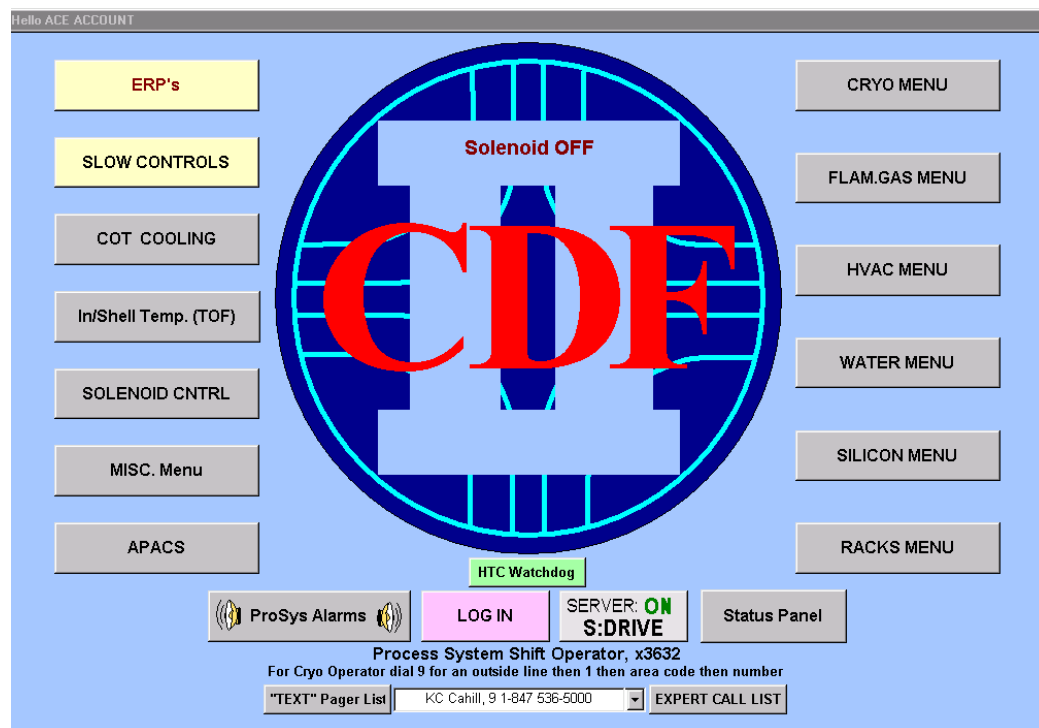 Hello ACE ACCOUNT
ERP's
SLOW CONTROLS
COT COOLING
In/Shell Temp. (TOF)
SOLENOID CNTRL
MISC. Menu
APACS
Solenoid OFF
II
CDF
CRYO MENU
FLAM.GAS MENU
HVAC MENU
WATER MENU
SILICON MENU
RACKS MENU
HTC Watchdog
ProSys Alarms
LOG IN
SERVER: ON
S:DRIVE
Status Panel
Process System Shift Operator, x3632
For Cryo Operator dial 9 for an outside line then 1 then area code then number
"TEXT" Pager List
KC Cahill, 9 1-847 536-5000
EXPERT CALL LIST